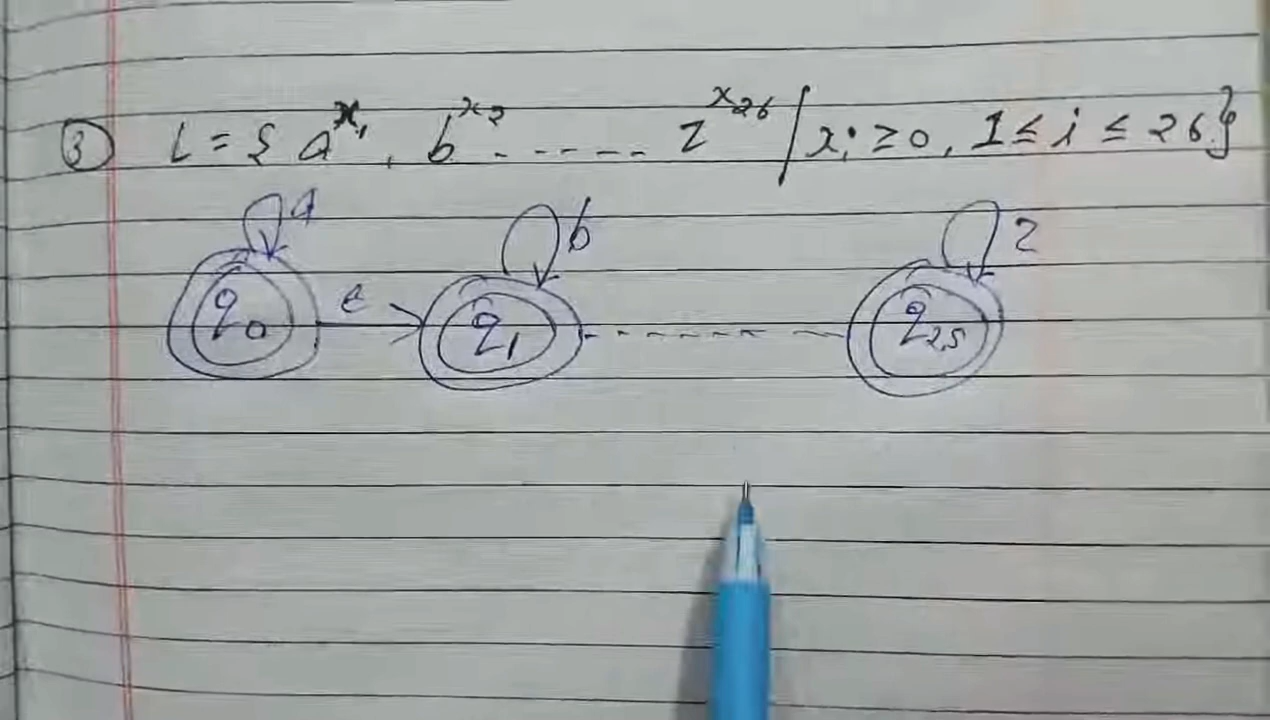 ③ L = { a^x₁, b^x₂ - - - - - z^x₂₆ / xᵢ ≥ 0, 1 ≤ i ≤ 26 }
a b z
q₀ e q₁ - - - - - - - q₂₅